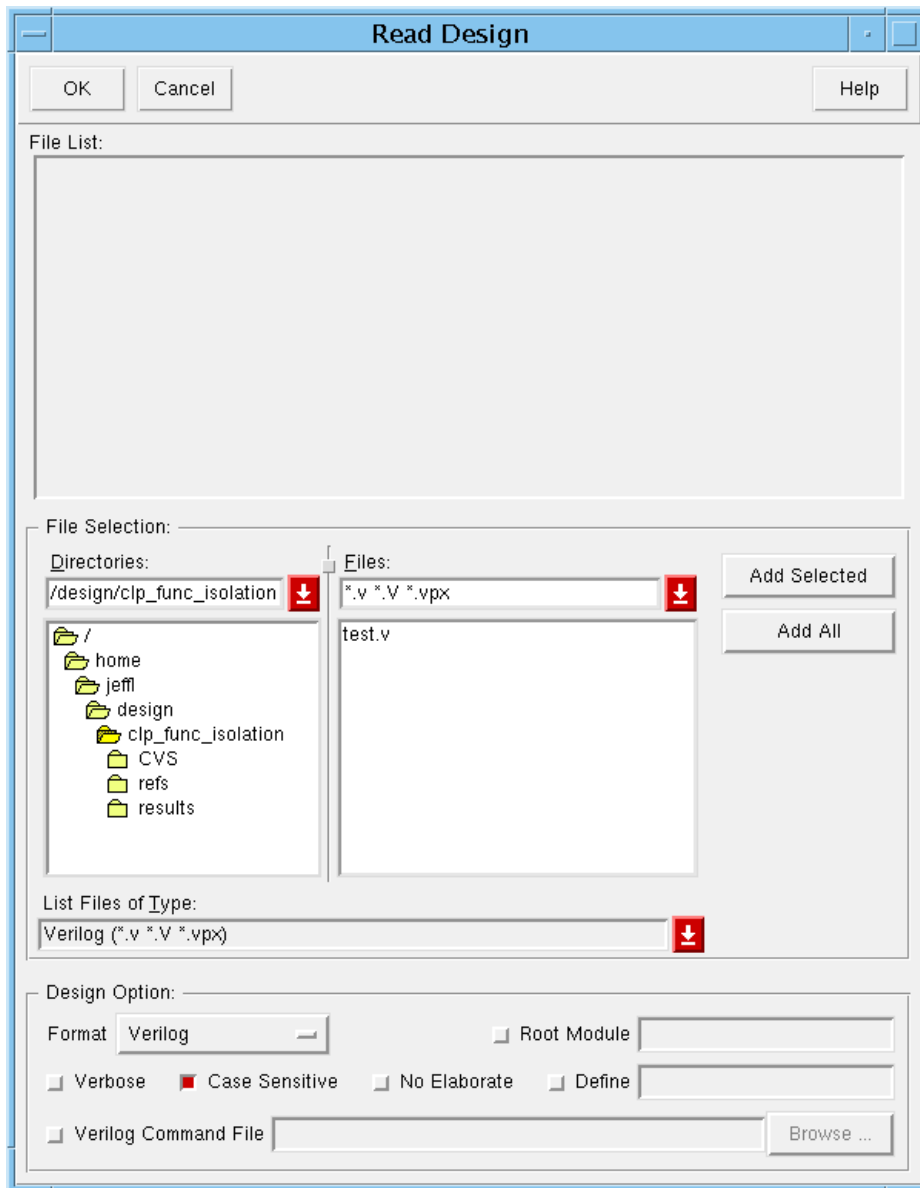 Read Design
OK Cancel Help
File List:
File Selection:
Directories: Files:
/design/clp_func_isolation *.v *.V *.vpx Add Selected
Add All
/ test.v
home
jeffl
design
clp_func_isolation
CVS
refs
results
List Files of Type:
Verilog (*.v *.V *.vpx)
Design Option:
Format Verilog Root Module
Verbose Case Sensitive No Elaborate Define
Verilog Command File Browse ...